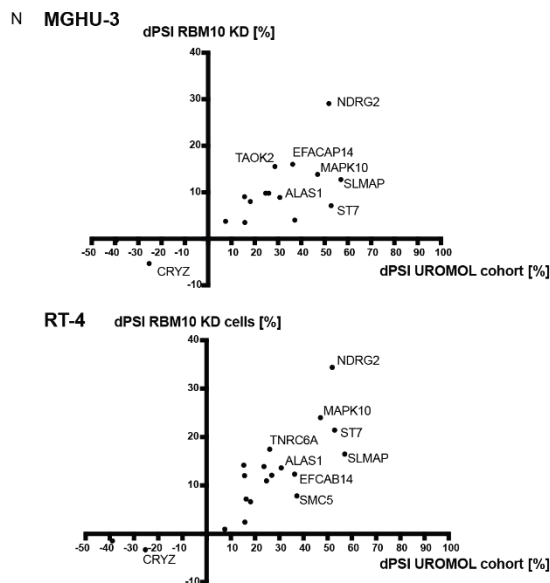 N MGHU-3
dPSI RBM10 KD [%]
40
30
NDRG2
20
TAOK2 EFACAP14
MAPK10
SLMAP
10
ALAS1
ST7
-50 -40 -30 -20 -10 10 20 30 40 50 60 70 80 90 100
CRYZ
dPSI UROMOL cohort [%]
-10
RT-4 dPSI RBM10 KD cells [%]
40
NDRG2
30
MAPK10
ST7
20
TNRC6A
SLMAP
ALAS1
EFCAB14
10
SMC5
-50 -40 -30 -20 -10 10 20 30 40 50 60 70 80 90 100
CRYZ
dPSI UROMOL cohort [%]
-10